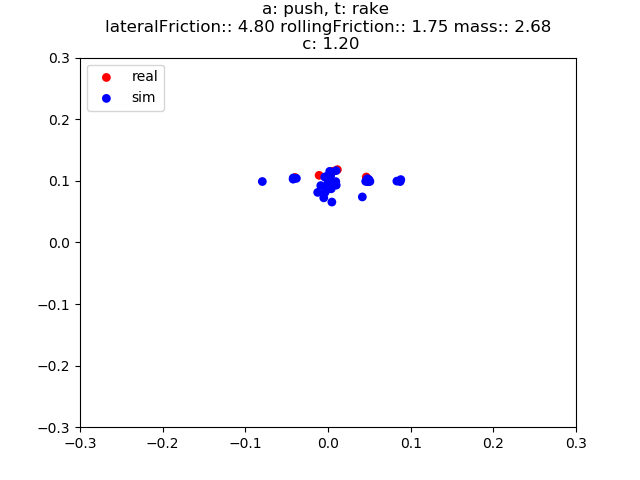 a: push, t: rake
lateralFriction:: 4.80 rollingFriction:: 1.75 mass:: 2.68
c: 1.20
real
sim
0.3
0.2
0.1
0.0
−0.1
−0.2
−0.3
−0.3 −0.2 −0.1 0.0 0.1 0.2 0.3